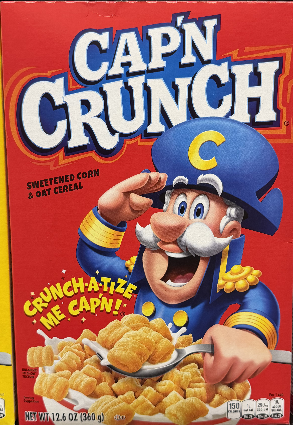 CAP'N
CRUNCH
SWEETENED CORN
& OAT CEREAL
C
CRUNCH-A-TIZE
ME CAP'N!
150
NET WT 12.6 OZ (360 g)